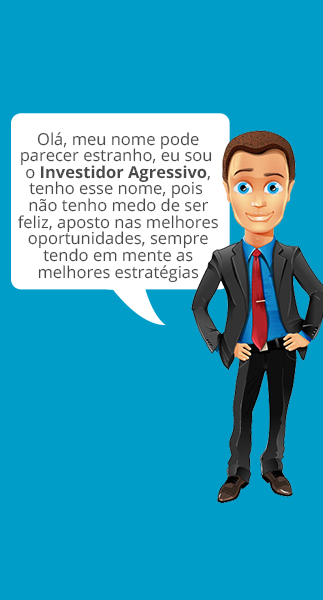 Olá, meu nome pode
parecer estranho, eu sou
o Investidor Agressivo,
tenho esse nome, pois
não tenho medo de ser
feliz, aposto nas melhores
oportunidades, sempre
tendo em mente as
melhores estratégias